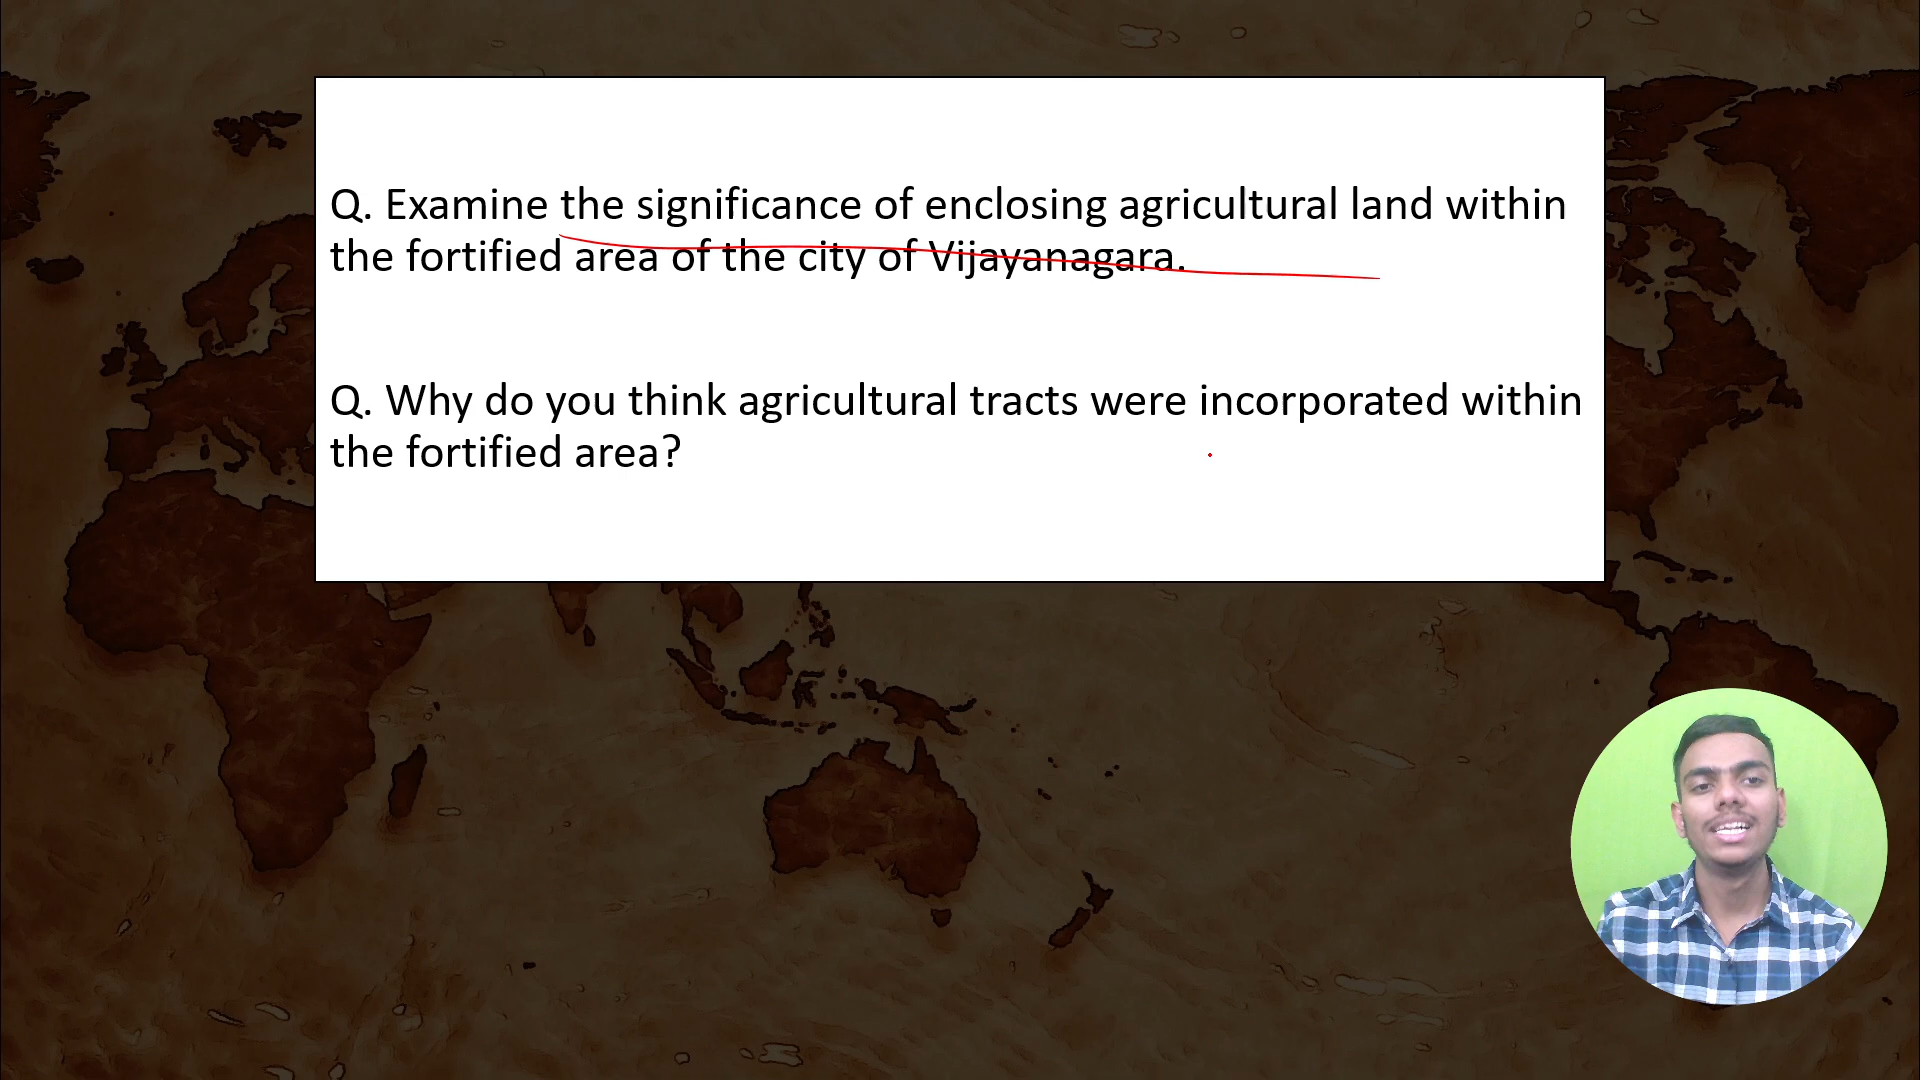 Q. Examine the significance of enclosing agricultural land within
the fortified area of the city of Vijayanagara.
Q. Why do you think agricultural tracts were incorporated within
the fortified area?